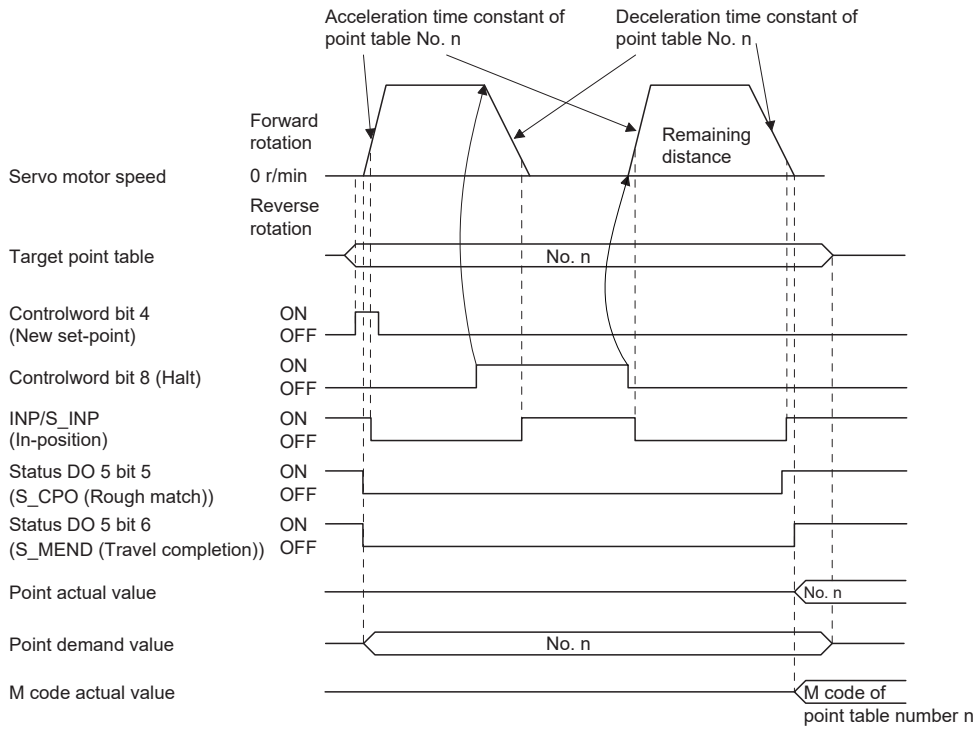 Acceleration time constant of
point table No. n
Deceleration time constant of
point table No. n
Forward
rotation
Remaining
distance
Servo motor speed
0 r/min
Reverse
rotation
Target point table
No. n
Controlword bit 4
(New set-point)
ON
OFF
Controlword bit 8 (Halt)
ON
OFF
INP/S_INP
(In-position)
ON
OFF
Status DO 5 bit 5
(S_CPO (Rough match))
ON
OFF
Status DO 5 bit 6
(S_MEND (Travel completion))
ON
OFF
Point actual value
No. n
Point demand value
No. n
M code actual value
M code of
point table number n